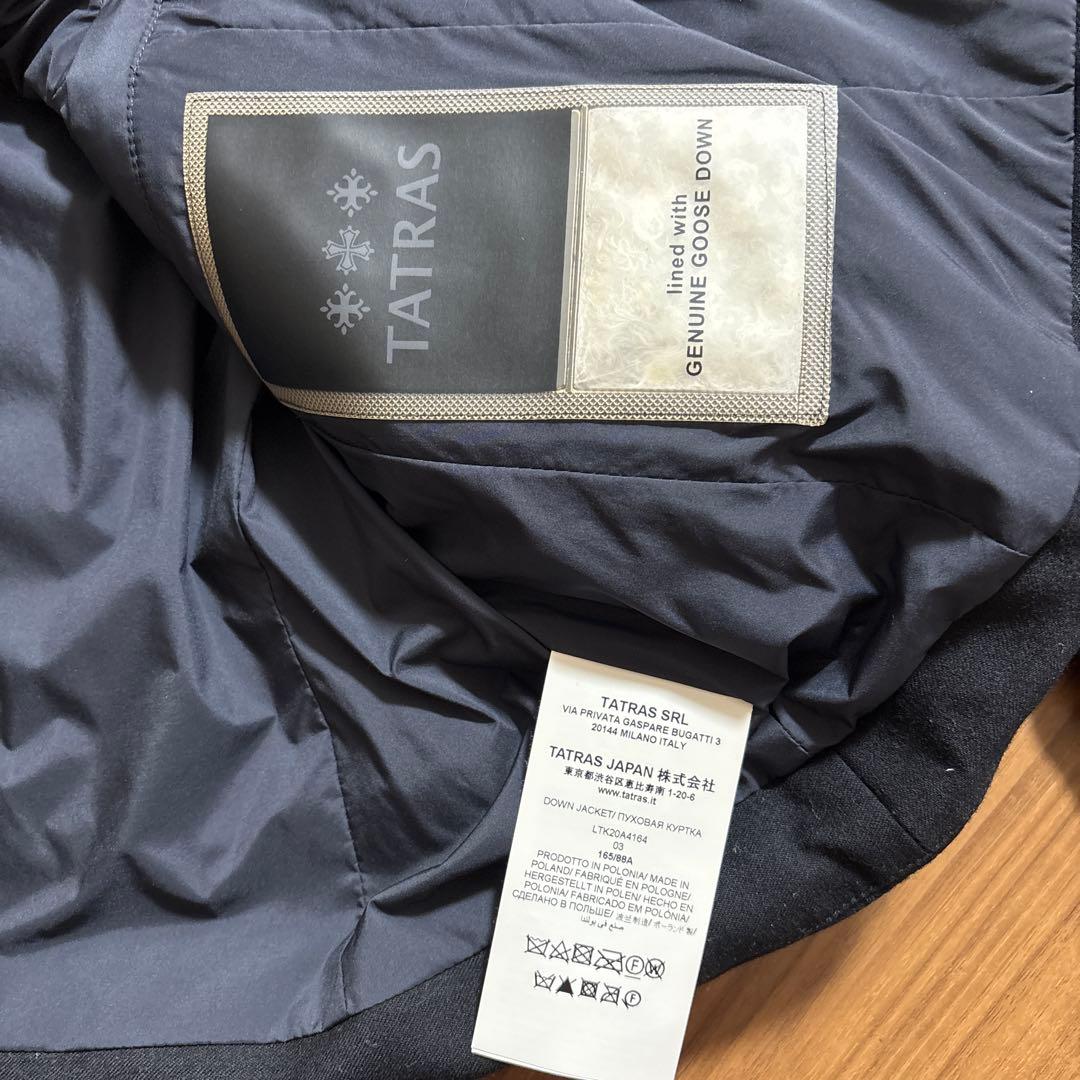 TATRAS
lined with
GENUINE GOOSE DOWN
TATRAS SRL
VIA PRIVATA GASPARE BUGATTI 3
20144 MILANO ITALY
TATRAS JAPAN 株式会社
東京都渋谷区恵比寿南 1-20-6
www.tatras.it
DOWN JACKET/ ПУХОВАЯ КУРТКА
LTK20A4164
03
165/88A
PRODOTTO IN POLONIA/ MADE IN
POLAND/ FABRIQUÉ EN POLOGNE/
HERGESTELLT IN POLEN/ HECHO EN
POLONIA/ FABRICADO EM POLÓNIA/
СДЕЛАНО В ПОЛЬШЕ/ 波兰制造/ ポーランド製/
صنع في بولندا
F W
F